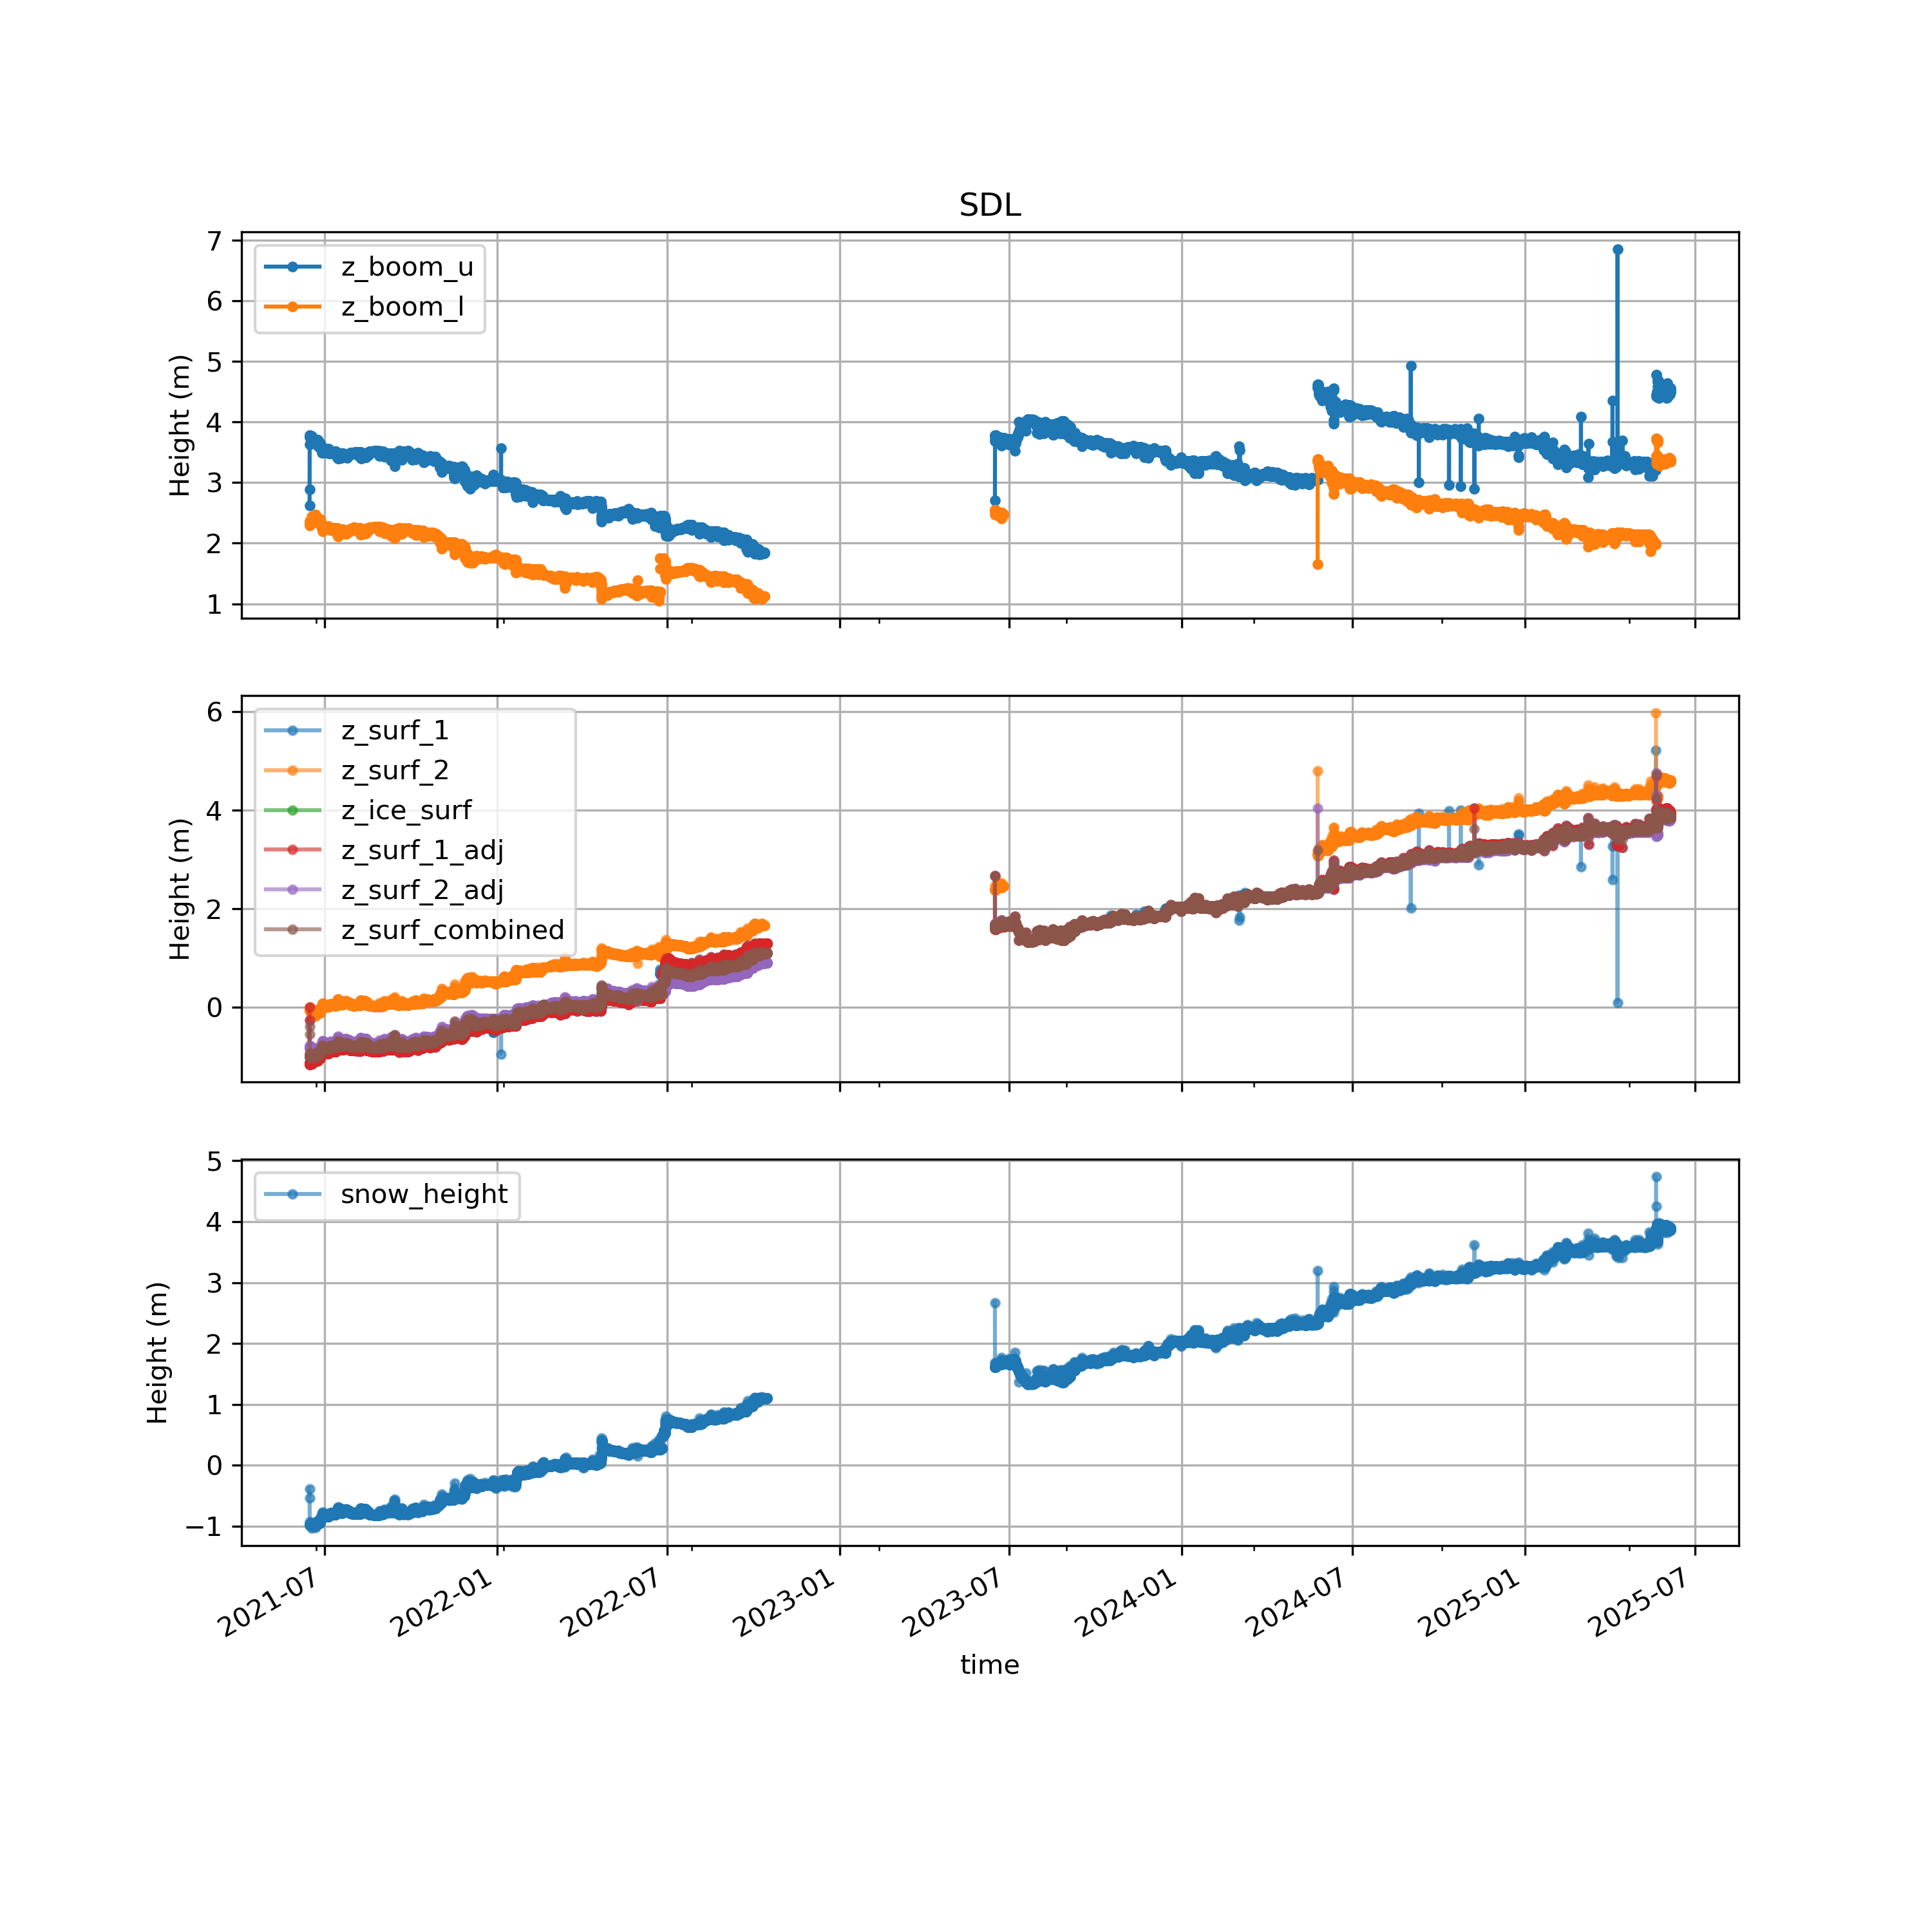 SDL
7
6
5
4
3
2
1
Height (m)
z_boom_u
z_boom_l
6
4
2
0
Height (m)
z_surf_1
z_surf_2
z_ice_surf
z_surf_1_adj
z_surf_2_adj
z_surf_combined
5
4
3
2
1
0
−1
Height (m)
snow_height
2021-07
2022-01
2022-07
2023-01
2023-07
2024-01
2024-07
2025-01
2025-07
time